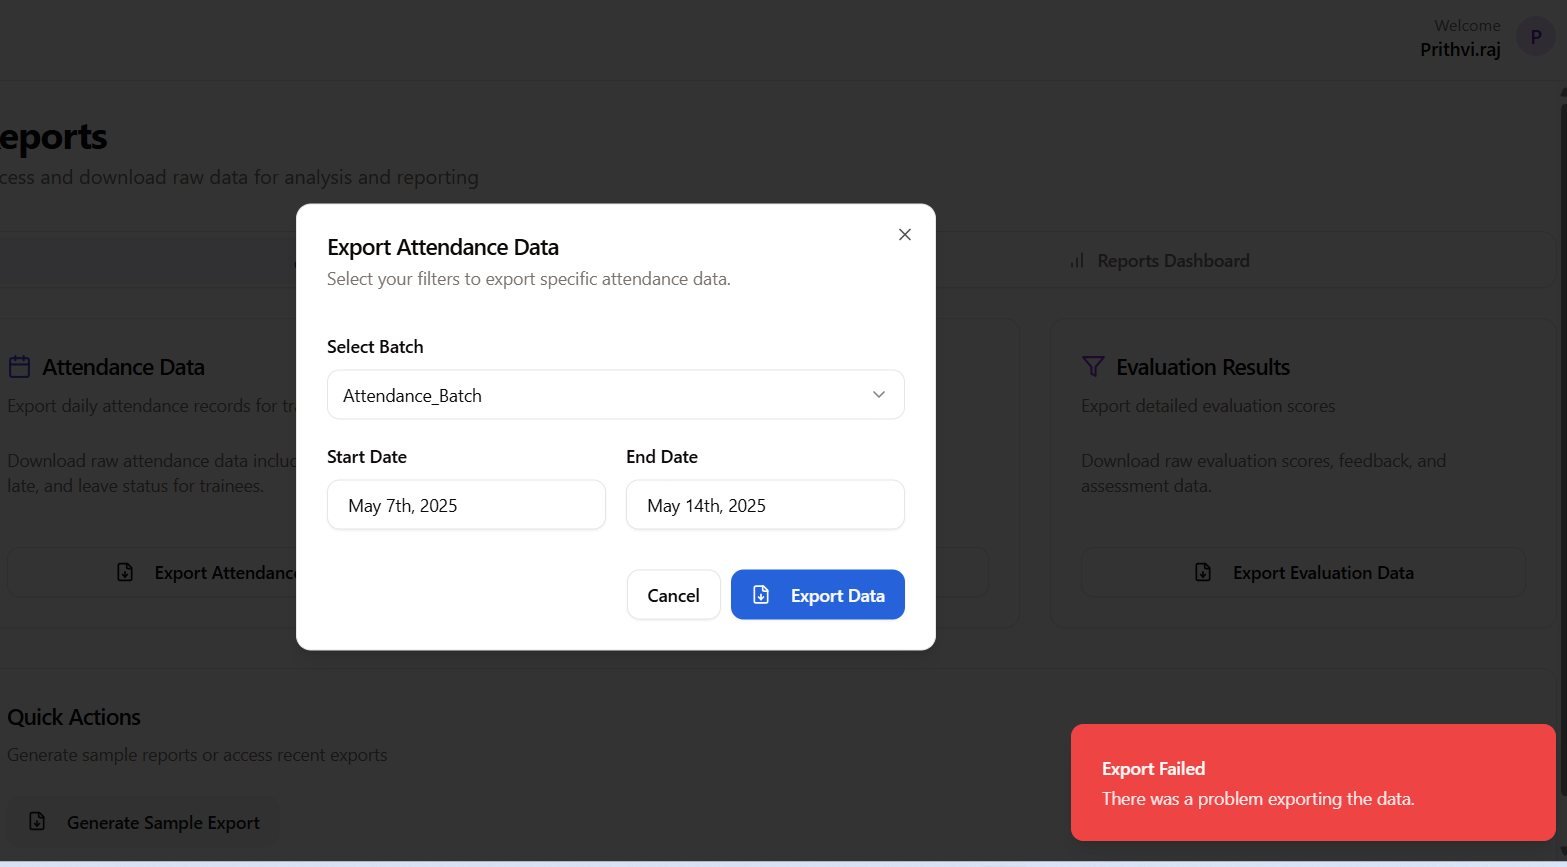 Welcome
Prithvi.raj
P
eports
cess and download raw data for analysis and reporting
Reports Dashboard
Export Attendance Data
Select your filters to export specific attendance data.
Select Batch
Attendance_Batch
Start Date
End Date
May 7th, 2025
May 14th, 2025
Cancel
Export Data
Attendance Data
Export daily attendance records for tr
Download raw attendance data inclu
late, and leave status for trainees.
Export Attendance
Evaluation Results
Export detailed evaluation scores
Download raw evaluation scores, feedback, and
assessment data.
Export Evaluation Data
Quick Actions
Generate sample reports or access recent exports
Generate Sample Export
Export Failed
There was a problem exporting the data.